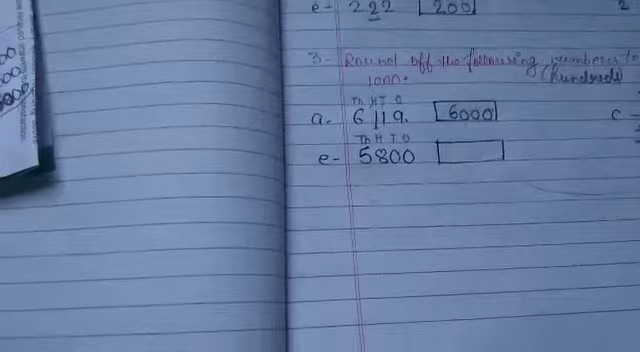 e- 222 200 2
3- Round off the following numbers to
1000. (hundreds)
Th H T O
a. 6119. 6000 c-
Th H T O
e- 5800